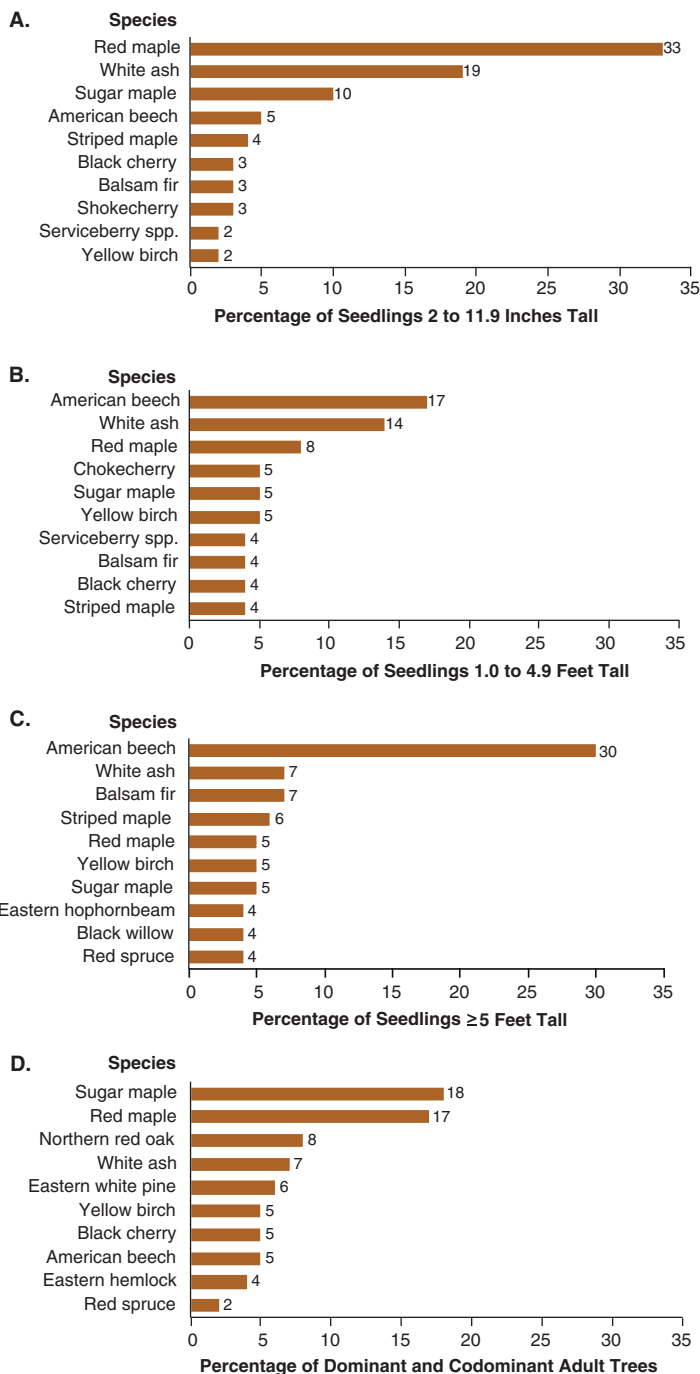 A.
Species
Red maple 33
White ash 19
Sugar maple 10
American beech 5
Striped maple 4
Black cherry 3
Balsam fir 3
Shokecherry 3
Serviceberry spp. 2
Yellow birch 2
0 5 10 15 20 25 30 35
Percentage of Seedlings 2 to 11.9 Inches Tall
B.
Species
American beech 17
White ash 14
Red maple 8
Chokecherry 5
Sugar maple 5
Yellow birch 5
Serviceberry spp. 4
Balsam fir 4
Black cherry 4
Striped maple 4
0 5 10 15 20 25 30 35
Percentage of Seedlings 1.0 to 4.9 Feet Tall
C.
Species
American beech 30
White ash 7
Balsam fir 7
Striped maple 6
Red maple 5
Yellow birch 5
Sugar maple 5
Eastern hophornbeam 4
Black willow 4
Red spruce 4
0 5 10 15 20 25 30 35
Percentage of Seedlings ≥5 Feet Tall
D.
Species
Sugar maple 18
Red maple 17
Northern red oak 8
White ash 7
Eastern white pine 6
Yellow birch 5
Black cherry 5
American beech 5
Eastern hemlock 4
Red spruce 2
0 5 10 15 20 25 30 35
Percentage of Dominant and Codominant Adult Trees